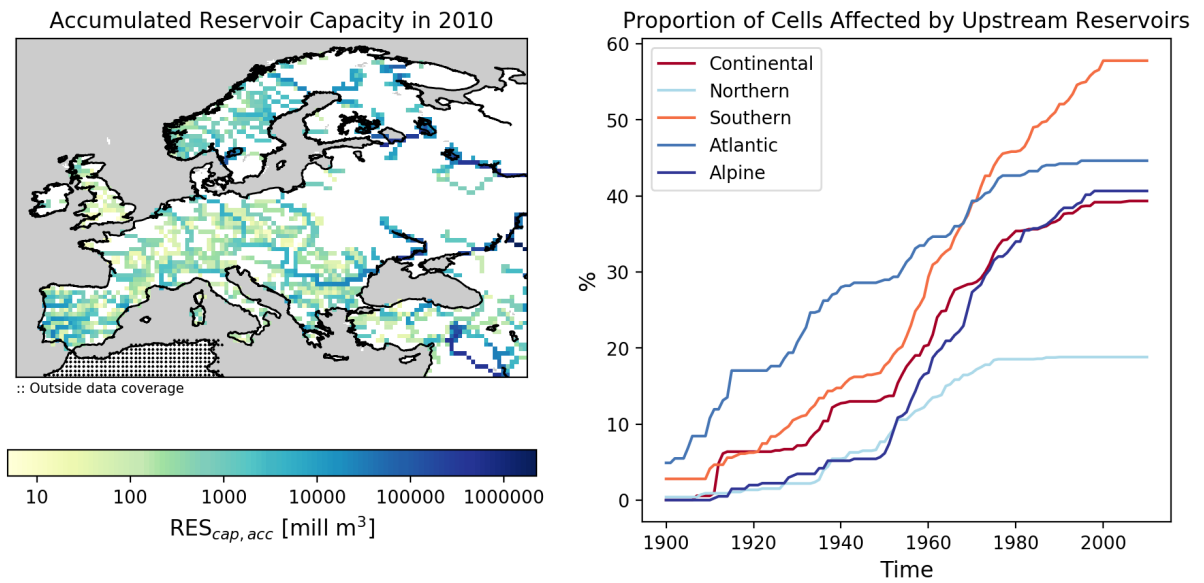 Accumulated Reservoir Capacity in 2010
:: Outside data coverage
10 100 1000 10000 100000 1000000
RES_cap, acc [mill m³]
Proportion of Cells Affected by Upstream Reservoirs
60
50
40
30
20
10
0
%
Continental
Northern
Southern
Atlantic
Alpine
1900 1920 1940 1960 1980 2000
Time